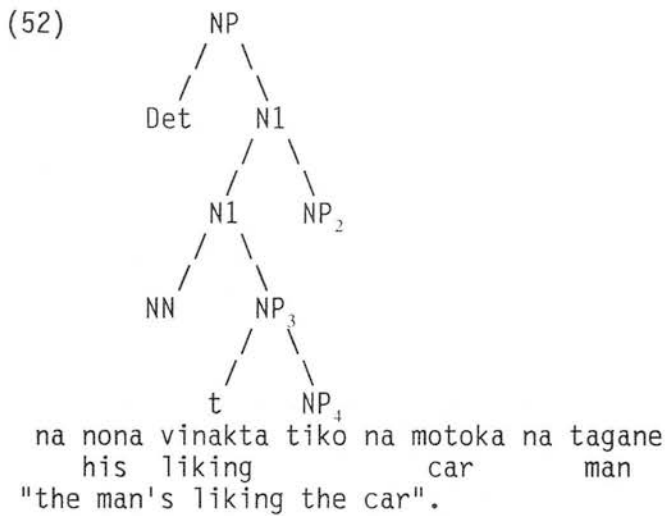 (52) NP
Det N1
N1 NP₂
NN NP₃
t NP₄
na nona vinakta tiko na motoka na tagane
his liking car man
"the man's liking the car".